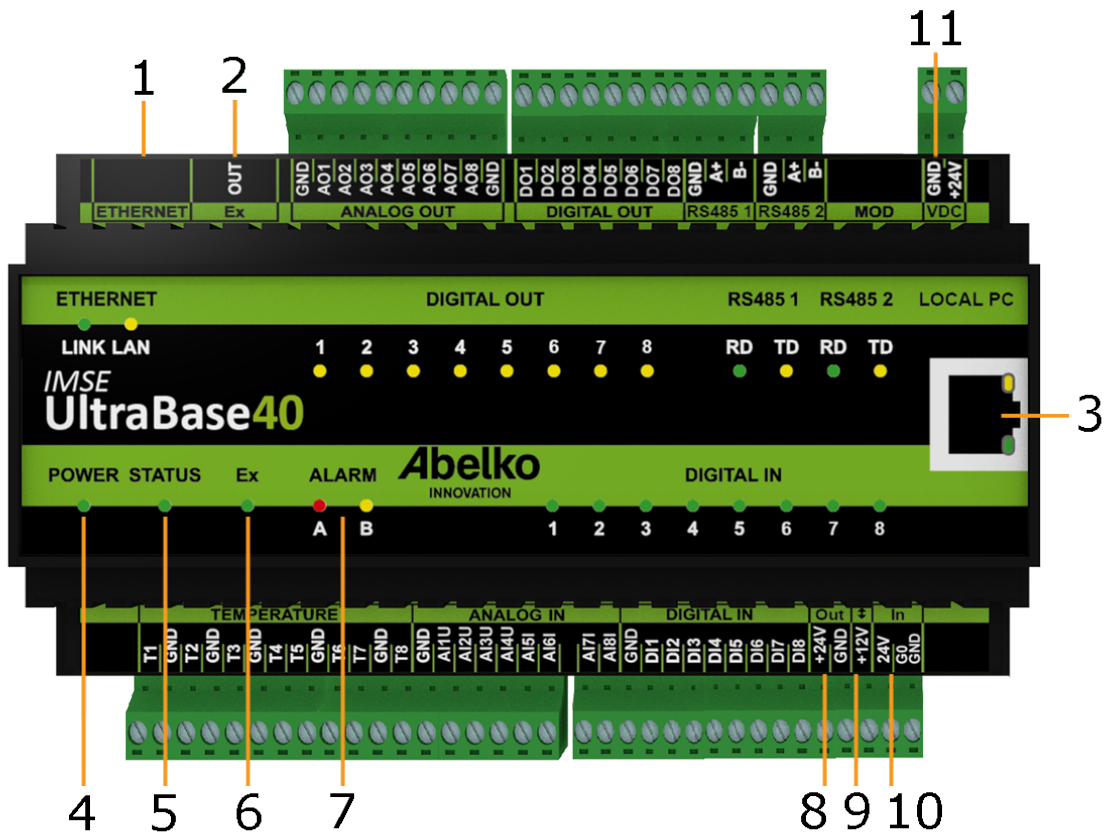 11
1 2
GND AO1 AO2 AO3 AO4 AO5 AO6 AO7 AO8 GND DO1 DO2 DO3 DO4 DO5 DO6 DO7 DO8 GND A+ B- GND A+ B- GND +24V
OUT
ETHERNET Ex ANALOG OUT DIGITAL OUT RS485 1 RS485 2 MOD VDC
ETHERNET DIGITAL OUT RS485 1 RS485 2 LOCAL PC
LINK LAN 1 2 3 4 5 6 7 8 RD TD RD TD
IMSE
UltraBase40
3
POWER STATUS Ex ALARM Abelko DIGITAL IN
INNOVATION
A B 1 2 3 4 5 6 7 8
TEMPERATURE ANALOG IN DIGITAL IN Out ↕ In
T1 GND T2 GND T3 GND T4 T5 GND T6 T7 GND T8 GND AI1U AI2U AI3U AI4U AI5I AI6I AI7I AI8I GND DI1 DI2 DI3 DI4 DI5 DI6 DI7 DI8 +24V GND +12V 24V G0 GND
4 5 6 7 8 9 10